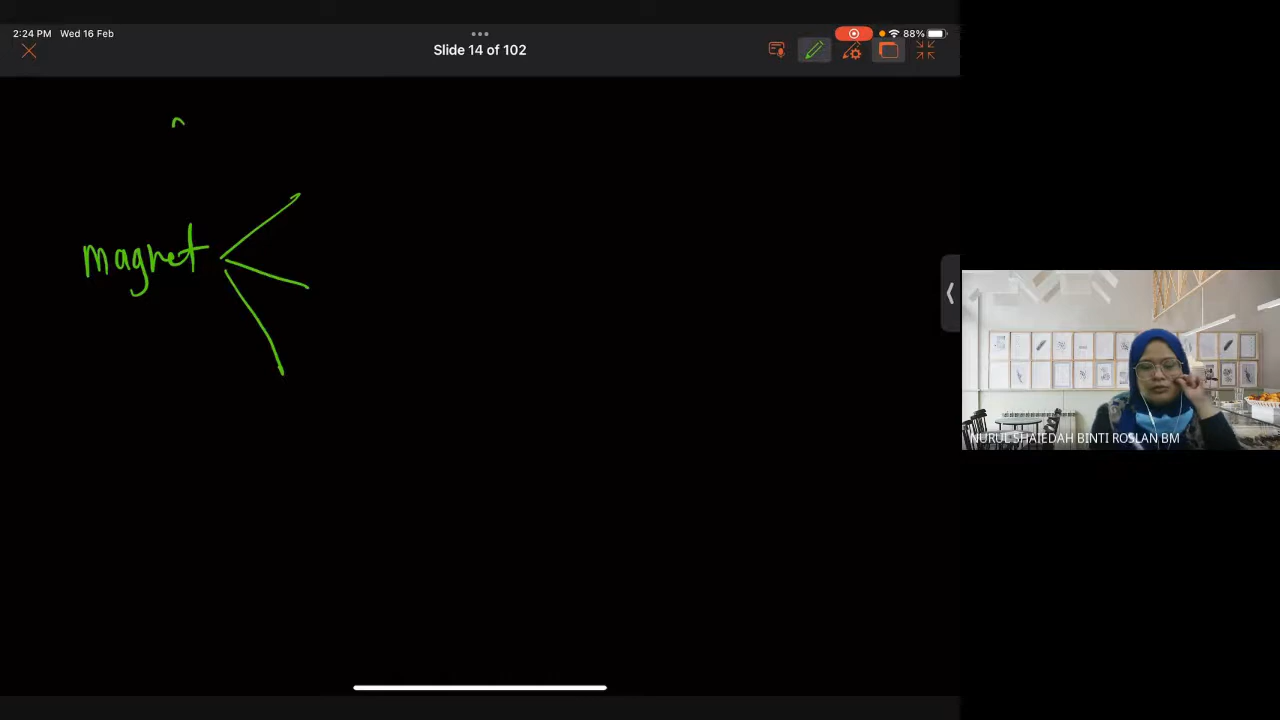 2:24 PM Wed 16 Feb
88%
Slide 14 of 102
magnet
NURUL SHAIEDAH BINTI ROSLAN BM